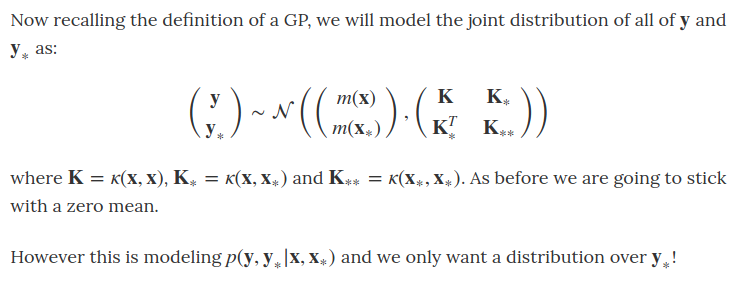 Now recalling the definition of a GP, we will model the joint distribution of all of y and
y∗ as:
( y y∗ ) ∼ 𝒩 ( ( m(x) m(x∗) ) , ( K K∗ K∗ᵀ K∗∗ ) )
where K = κ(x, x), K∗ = κ(x, x∗) and K∗∗ = κ(x∗, x∗). As before we are going to stick
with a zero mean.
However this is modeling p(y, y∗|x, x∗) and we only want a distribution over y∗!